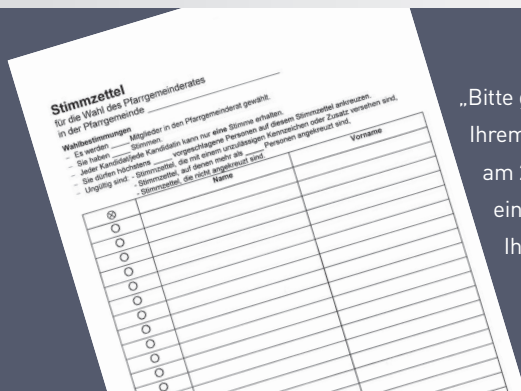 Stimmzettel
für die Wahl des Pfarrgemeinderates
in der Pfarrgemeinde
Wahlbestimmungen
- Es werden ____ Mitglieder in den Pfarrgemeinderat gewählt.
- Sie haben ____ Stimmen.
- Jeder Kandidat/jede Kandidatin kann nur eine Stimme erhalten.
- Sie dürfen höchstens ____ vorgeschlagene Personen auf diesem Stimmzettel ankreuzen.
- Ungültig sind: - Stimmzettel, die mit einem unzulässigen Kennzeichen oder Zusatz versehen sind,
- Stimmzettel, auf denen mehr als ____ Personen angekreuzt sind,
- Stimmzettel, die nicht angekreuzt sind.
Name Vorname
„Bitte
Ihrem
am
ein
Ih